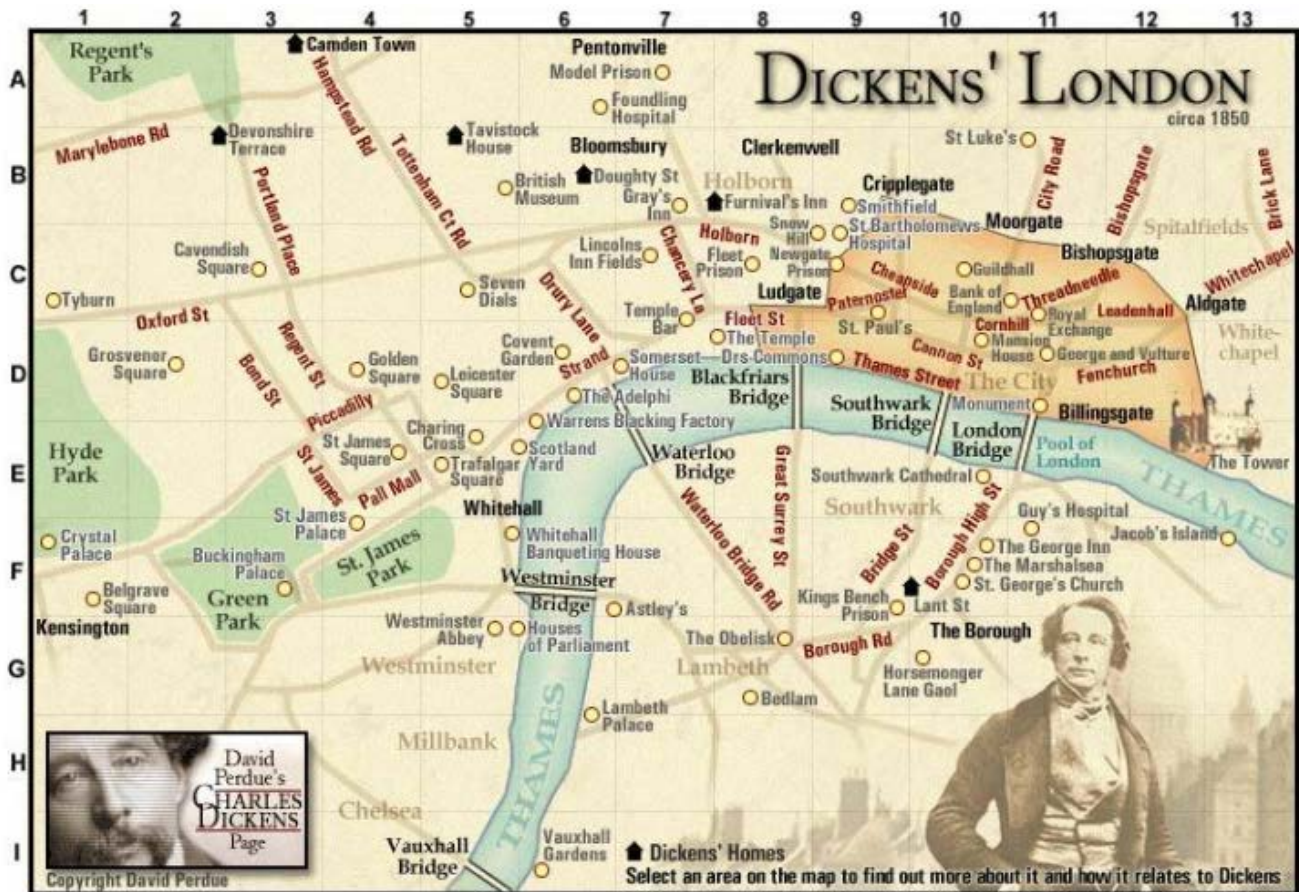 1 2 3 4 5 6 7 8 9 10 11 12 13
A
B
C
D
E
F
G
H
I
DICKENS' LONDON
circa 1850
Regent's
Park
Camden Town
Pentonville
Model Prison
Foundling
Hospital
Marylebone Rd
Devonshire
Terrace
Hampstead Rd
Tottenham Ct Rd
Tavistock
House
Bloomsbury
Clerkenwell
St Luke's
City Road
Bishopsgate
Brick Lane
Portland Place
British
Museum
Doughty St
Gray's
Inn
Holborn
Furnival's Inn
Cripplegate
Smithfield
Moorgate
Spitalfields
Cavendish
Square
Lincolns
Inn Fields
Chancery La
Holborn
Fleet
Prison
Snow
Hill
St Bartholomews
Hospital
Newgate
Prison
Bishopsgate
Whitechapel
Tyburn
Oxford St
Seven
Dials
Drury Lane
Ludgate
Cheapside
Paternoster
Guildhall
Bank of
England
Threadneedle
Leadenhall
Aldgate
Temple
Bar
Fleet St
St. Paul's
Cornhill
Royal
Exchange
White-
chapel
Grosvenor
Square
Bond St
Regent St
Golden
Square
Leicester
Square
Covent
Garden
Strand
The Temple
Somerset
House
Drs Commons
Cannon St
Mansion
House
George and Vulture
Thames Street
The City
Fenchurch
Piccadilly
The Adelphi
Blackfriars
Bridge
Southwark
Bridge
Monument
Billingsgate
Hyde
Park
St James
Square
Charing
Cross
Warrens Blacking Factory
Scotland
Yard
Trafalgar
Square
Waterloo
Bridge
London
Bridge
Pool of
London
The Tower
St James
Pall Mall
Whitehall
Great Surrey St
Southwark Cathedral
Southwark
THAMES
Crystal
Palace
St James
Palace
Buckingham
Palace
St. James
Park
Whitehall
Banqueting House
Waterloo Bridge Rd
Bridge St
Borough High St
Guy's Hospital
Jacob's Island
The George Inn
The Marshalsea
St. George's Church
Belgrave
Square
Green
Park
Westminster
Bridge
Astley's
Kings Bench
Prison
Lant St
Kensington
Westminster
Abbey
Houses
of Parliament
The Obelisk
Borough Rd
The Borough
Westminster
Lambeth
Horsemonger
Lane Gaol
Bedlam
Lambeth
Palace
Millbank
THAMES
David
Perdue's
CHARLES
DICKENS
Page
Chelsea
Vauxhall
Bridge
Vauxhall
Gardens
Dickens' Homes
Copyright David Perdue
Select an area on the map to find out more about it and how it relates to Dickens